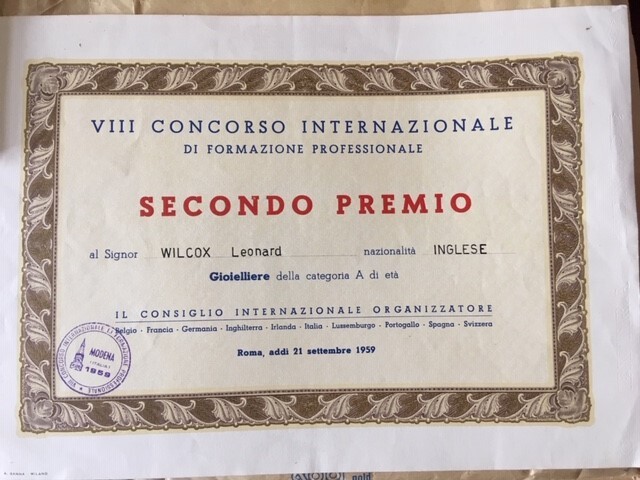 VIII CONCORSO INTERNAZIONALE
DI FORMAZIONE PROFESSIONALE
SECONDO PREMIO
al Signor WILCOX Leonard nazionalità INGLESE
Gioielliere della categoria A di età
IL CONSIGLIO INTERNAZIONALE ORGANIZZATORE
Belgio - Francia - Germania - Inghilterra - Irlanda - Italia - Lussemburgo - Portogallo - Spagna - Svizzera
Roma, addì 21 settembre 1959
MODENA
1959